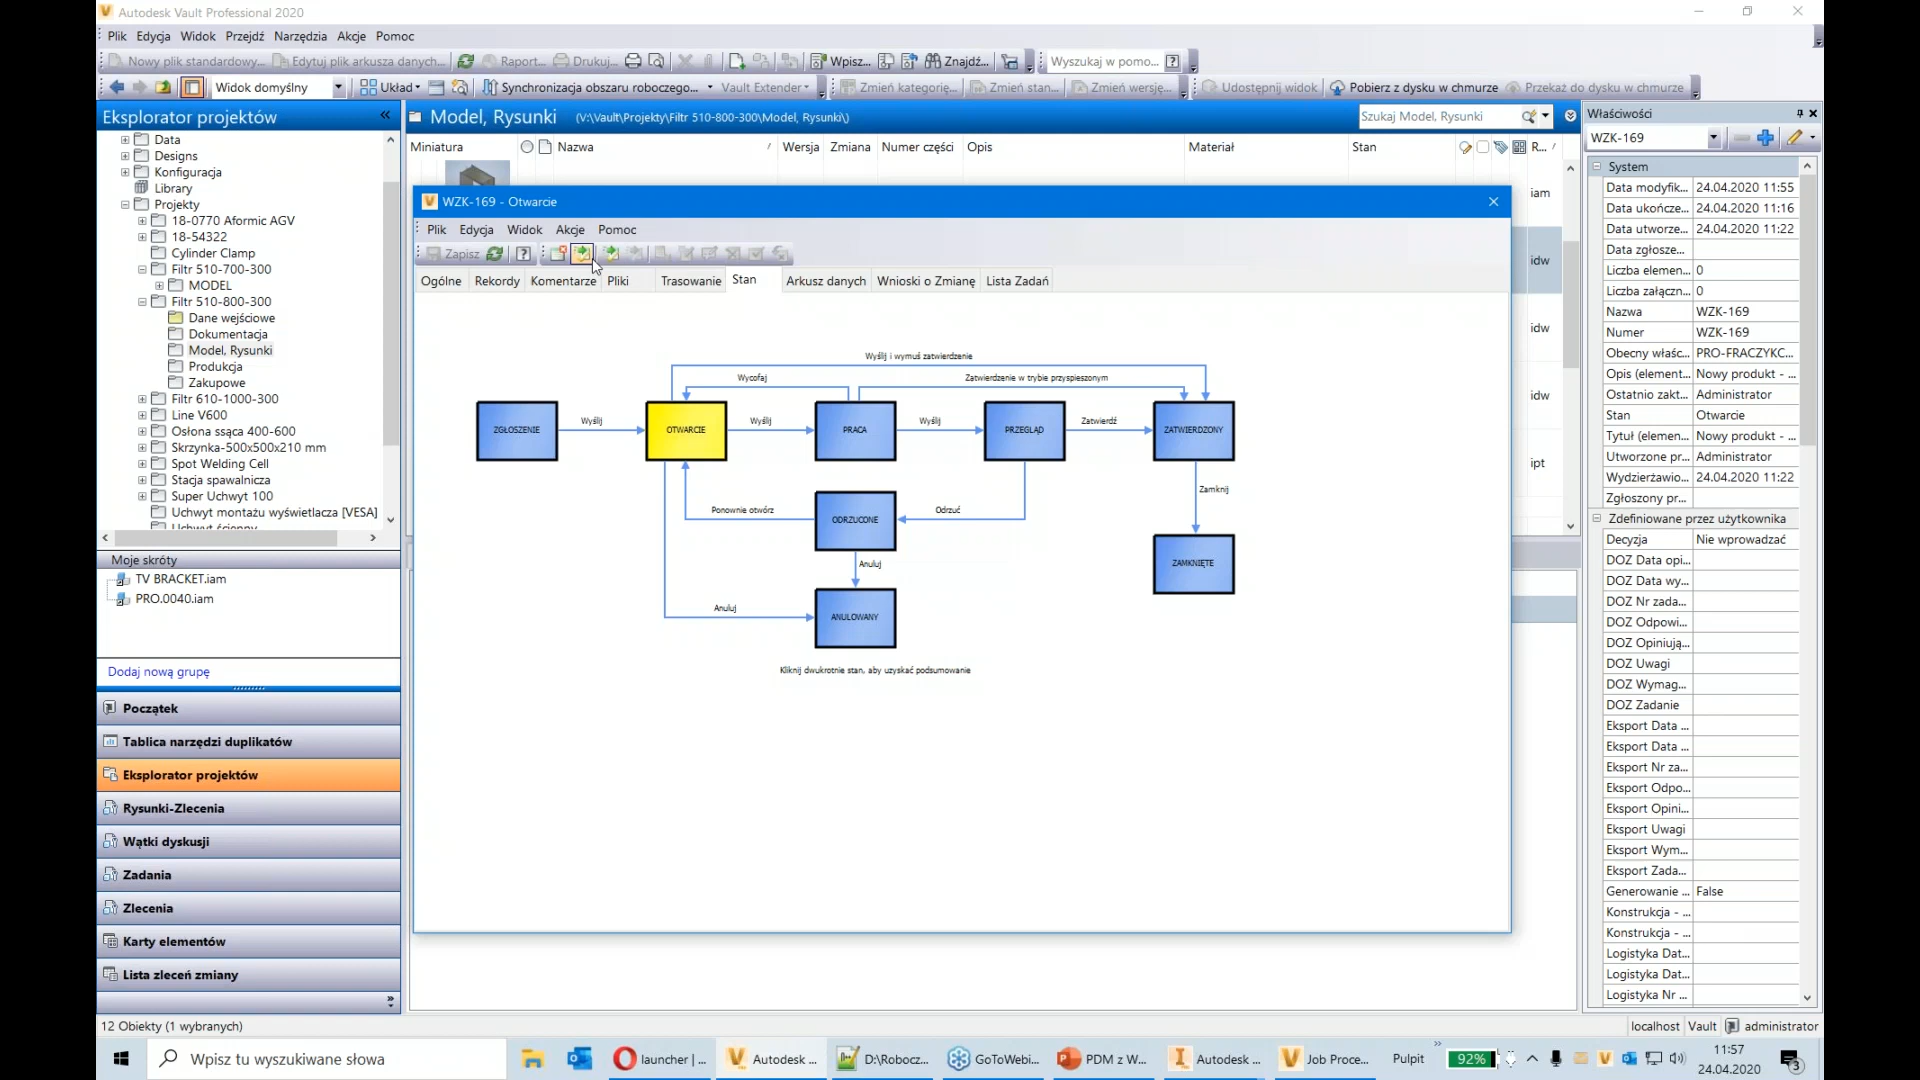 Autodesk Vault Professional 2020
Plik Edycja Widok Przejdź Narzędzia Akcje Pomoc
Nowy plik standardowy... Edytuj plik arkusza danych... Raport... Drukuj... Wpisz... Znajdź... Wyszukaj w pomo...
Widok domyślny Układ Synchronizacja obszaru roboczego... Vault Extender Zmień kategorię... Zmień stan... Zmień wersję... Udostępnij widok Pobierz z dysku w chmurze Przekaż do dysku w chmurze
Eksplorator projektów
Data
Designs
Konfiguracja
Library
Projekty
18-0770 Aformic AGV
18-54322
Cylinder Clamp
Filtr 510-700-300
MODEL
Filtr 510-800-300
Dane wejściowe
Dokumentacja
Model, Rysunki
Produkcja
Zakupowe
Filtr 610-1000-300
Line V600
Osłona ssąca 400-600
Skrzynka-500x500x210 mm
Spot Welding Cell
Stacja spawalnicza
Super Uchwyt 100
Uchwyt montażu wyświetlacza [VESA]
Uchwyt ścienny
Moje skróty
TV BRACKET.iam
PRO.0040.iam
Dodaj nową grupę
Początek
Tablica narzędzi duplikatów
Eksplorator projektów
Rysunki-Zlecenia
Wątki dyskusji
Zadania
Zlecenia
Karty elementów
Lista zleceń zmiany
Model, Rysunki (V:\Vault\Projekty\Filtr 510-800-300\Model, Rysunki\)
Szukaj Model, Rysunki
Miniatura Nazwa Wersja Zmiana Numer części Opis Materiał Stan R...
iam
idw
idw
idw
ipt
WZK-169 - Otwarcie
Plik Edycja Widok Akcje Pomoc
Zapisz
Ogólne Rekordy Komentarze Pliki Trasowanie Stan Arkusz danych Wnioski o Zmianę Lista Zadań
Wyślij i wymuś zatwierdzenie
Wycofaj Zatwierdzenie w trybie przyspieszonym
ZGŁOSZENIE Wyślij OTWARCIE Wyślij PRACA Wyślij PRZEGLĄD Zatwierdź ZATWIERDZONY
Zamknij
Ponownie otwórz ODRZUCONE Odrzuć
Anuluj ZAMKNIĘTE
Anuluj ANULOWANY
Kliknij dwukrotnie stan, aby uzyskać podsumowanie
Właściwości
WZK-169
System
Data modyfik... 24.04.2020 11:55
Data ukończe... 24.04.2020 11:16
Data utworze... 24.04.2020 11:22
Data zgłosze...
Liczba elemen... 0
Liczba załączn... 0
Nazwa WZK-169
Numer WZK-169
Obecny właśc... PRO-FRACZYKC...
Opis (element... Nowy produkt - ...
Ostatnio zakt... Administrator
Stan Otwarcie
Tytuł (elemen... Nowy produkt - ...
Utworzone pr... Administrator
Wydzierżawio... 24.04.2020 11:22
Zgłoszony pr...
Zdefiniowane przez użytkownika
Decyzja Nie wprowadzać
DOZ Data opi...
DOZ Data wy...
DOZ Nr zada...
DOZ Odpowi...
DOZ Opiniują...
DOZ Uwagi
DOZ Wymag...
DOZ Zadanie
Eksport Data ...
Eksport Data ...
Eksport Nr za...
Eksport Odpo...
Eksport Opini...
Eksport Uwagi
Eksport Wym...
Eksport Zada...
Generowanie ... False
Konstrukcja - ...
Konstrukcja - ...
Logistyka Dat...
Logistyka Dat...
Logistyka Nr ...
12 Obiekty (1 wybranych) localhost Vault administrator
Wpisz tu wyszukiwane słowa launcher | ... Autodesk ... D:\Robocz... GoToWebi... PDM z W... Autodesk ... Job Proce... Pulpit 92% 11:57
24.04.2020 3